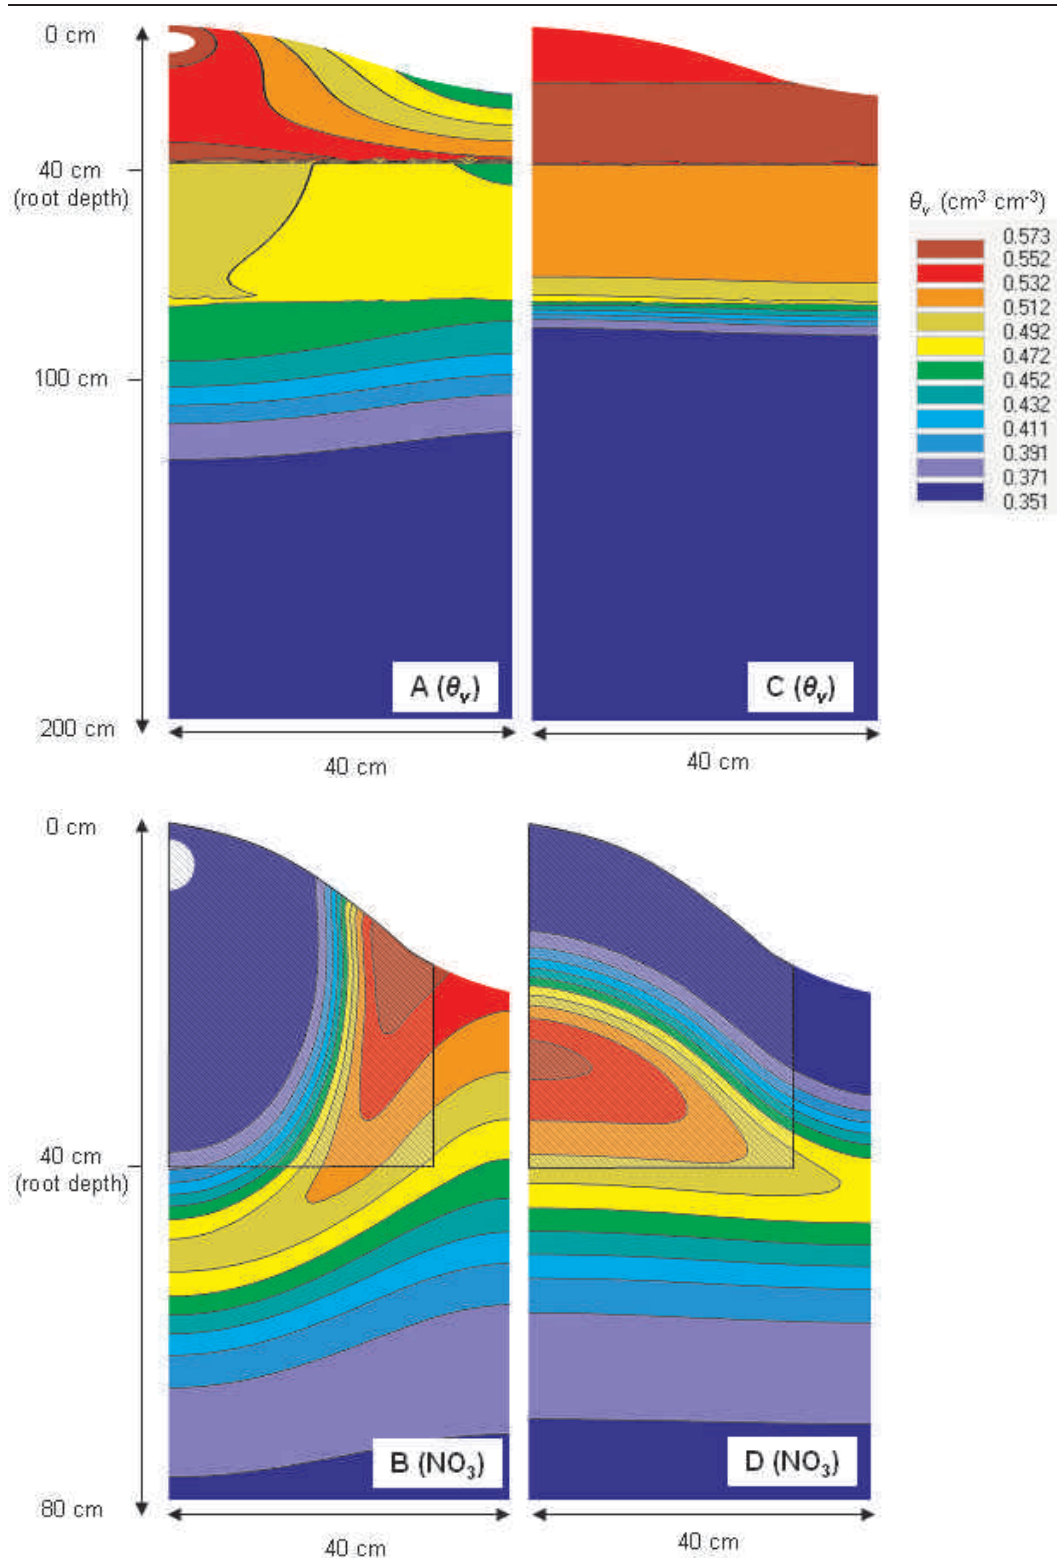 0 cm
40 cm
(root depth)
100 cm
200 cm
A (θᵥ)
C (θᵥ)
40 cm
40 cm
θᵥ (cm³ cm⁻³)
0.573
0.552
0.532
0.512
0.492
0.472
0.452
0.432
0.411
0.391
0.371
0.351
0 cm
40 cm
(root depth)
80 cm
B (NO₃)
D (NO₃)
40 cm
40 cm